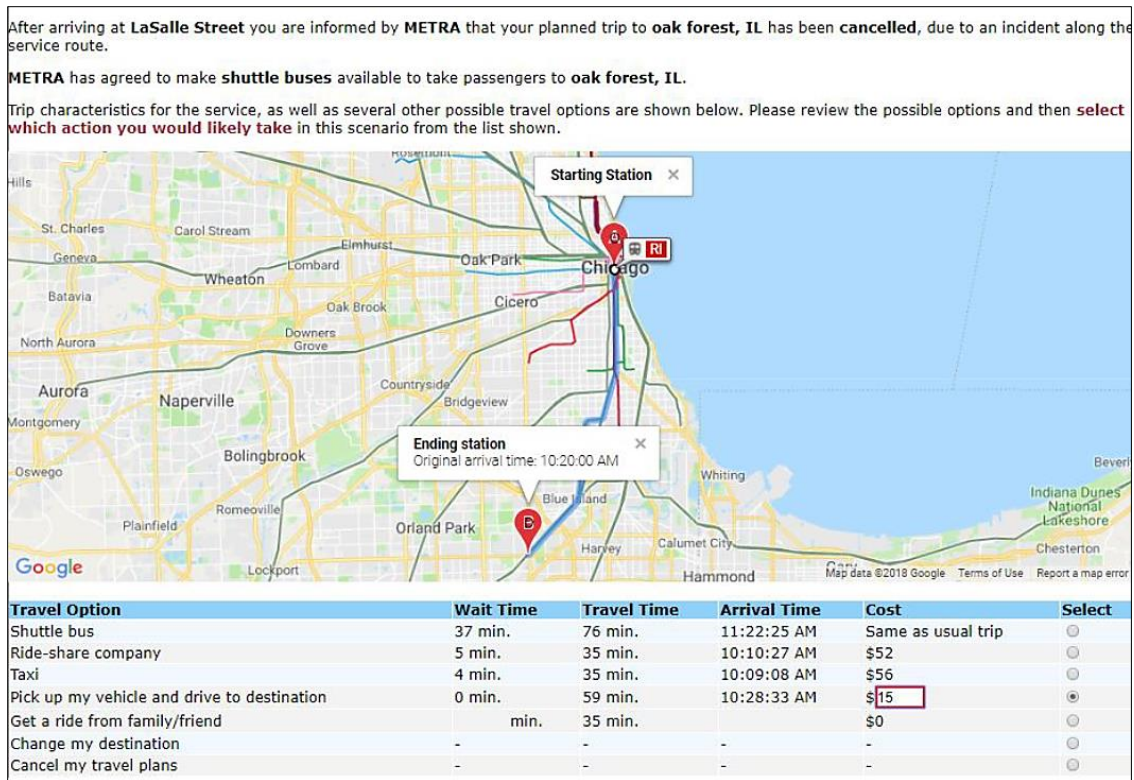 After arriving at LaSalle Street you are informed by METRA that your planned trip to oak forest, IL has been cancelled, due to an incident along the
service route.
METRA has agreed to make shuttle buses available to take passengers to oak forest, IL.
Trip characteristics for the service, as well as several other possible travel options are shown below. Please review the possible options and then select
which action you would likely take in this scenario from the list shown.
Rosemont
Starting Station ×
Hills
St. Charles
Carol Stream
Geneva
Elmhurst
Oak Park
RI
Lombard
Chicago
Wheaton
Batavia
Cicero
Oak Brook
North Aurora
Downers
Grove
Aurora
Countryside
Naperville
Bridgeview
Montgomery
Ending station ×
Original arrival time: 10:20:00 AM
Bolingbrook
Oswego
Whiting
Beverl
Romeoville
Blue Island
Indiana Dunes
National
Lakeshore
Plainfield
Orland Park
B
Harvey
Calumet City
Chesterton
Google
Lockport
Hammond
Gary
Map data ©2018 Google Terms of Use Report a map error
Travel Option Wait Time Travel Time Arrival Time Cost Select
Shuttle bus 37 min. 76 min. 11:22:25 AM Same as usual trip
Ride-share company 5 min. 35 min. 10:10:27 AM $52
Taxi 4 min. 35 min. 10:09:08 AM $56
Pick up my vehicle and drive to destination 0 min. 59 min. 10:28:33 AM $15
Get a ride from family/friend min. 35 min. $0
Change my destination - - - -
Cancel my travel plans - - - -